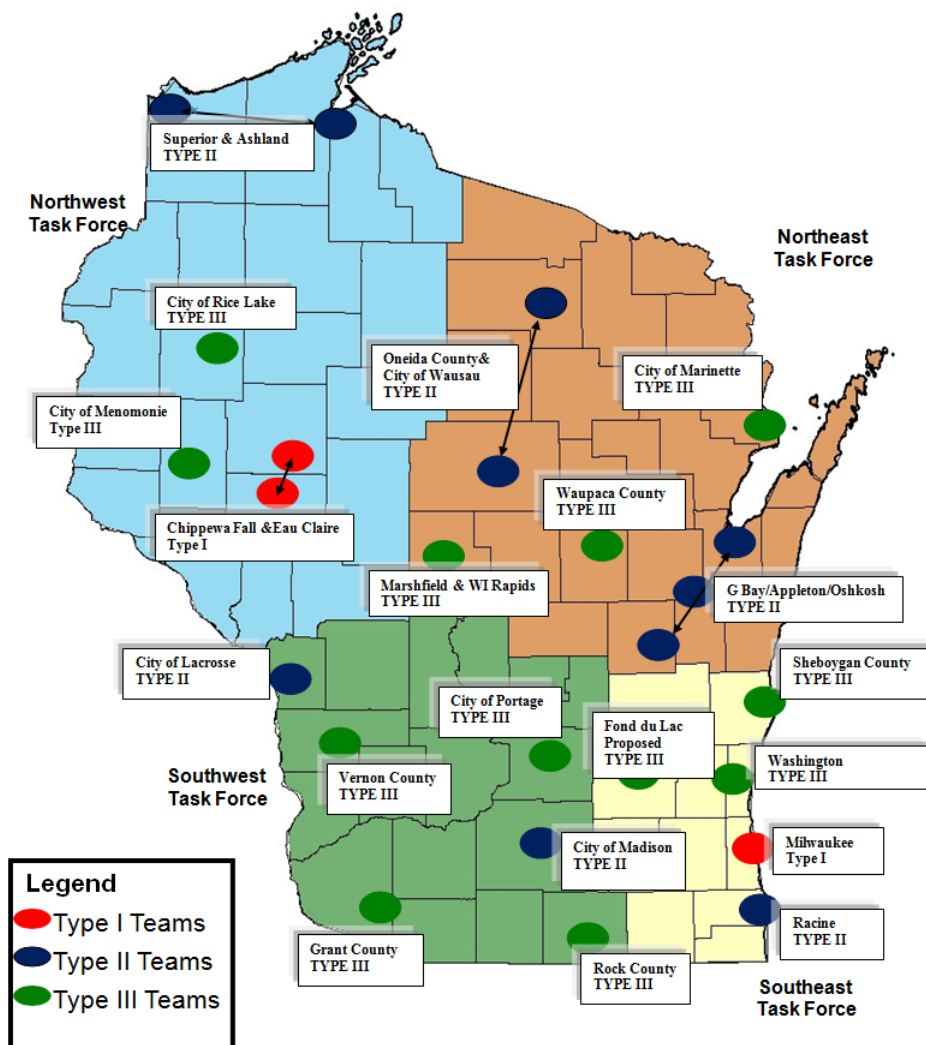 Superior & Ashland
TYPE II
Northwest
Task Force
Northeast
Task Force
City of Rice Lake
TYPE III
Oneida County&
City of Wausau
TYPE II
City of Marinette
TYPE III
City of Menomonie
Type III
Waupaca County
TYPE III
Chippewa Fall &Eau Claire
Type I
Marshfield & WI Rapids
TYPE III
G Bay/Appleton/Oshkosh
TYPE II
City of Lacrosse
TYPE II
Sheboygan County
TYPE III
City of Portage
TYPE III
Fond du Lac
Proposed
TYPE III
Washington
TYPE III
Southwest
Task Force
Vernon County
TYPE III
City of Madison
TYPE II
Milwaukee
Type I
Legend
Type I Teams
Type II Teams
Type III Teams
Grant County
TYPE III
Rock County
TYPE III
Racine
TYPE II
Southeast
Task Force